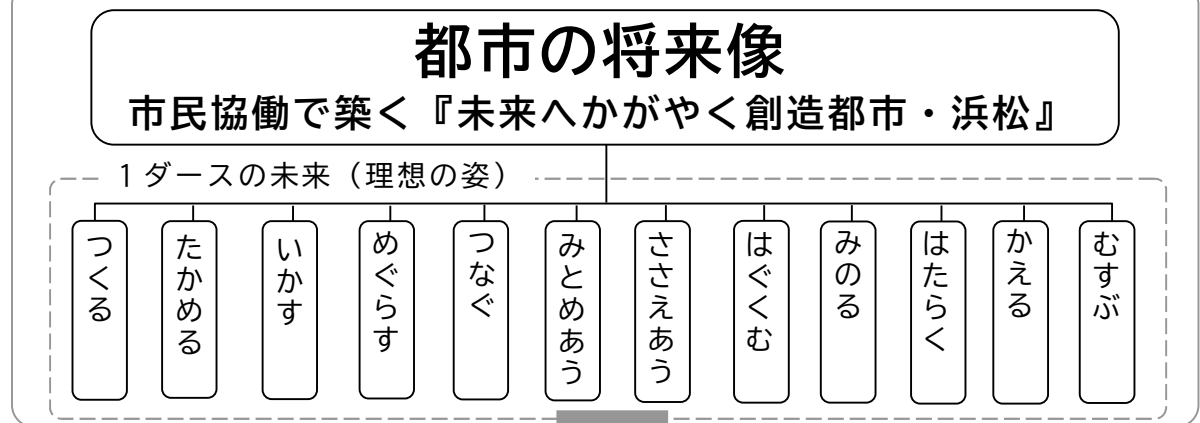 都市の将来像
市民協働で築く『未来へかがやく創造都市・浜松』
1ダースの未来（理想の姿）
つくる
たかめる
いかす
めぐらす
つなぐ
みとめあう
ささえあう
はぐくむ
みのる
はたらく
かえる
むすぶ